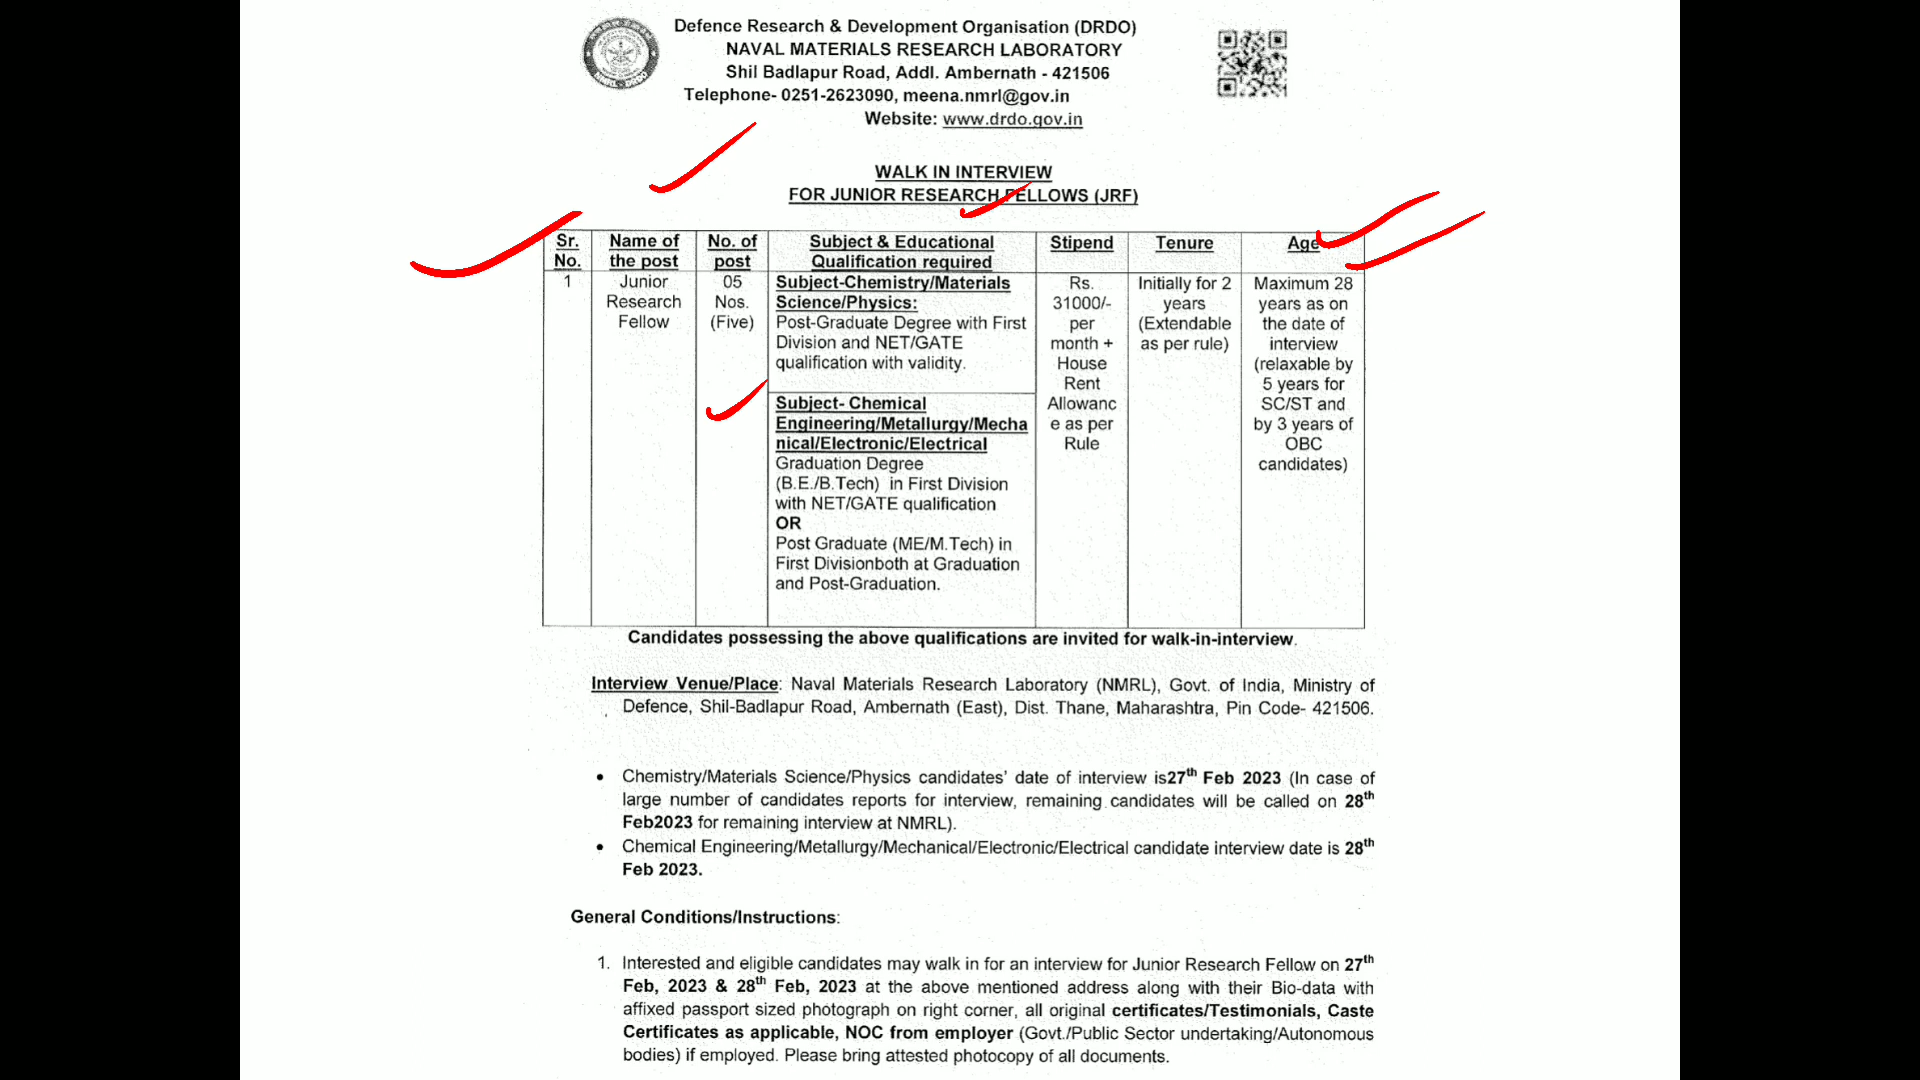 Defence Research & Development Organisation (DRDO)
NAVAL MATERIALS RESEARCH LABORATORY
Shil Badlapur Road, Addl. Ambernath - 421506
Telephone- 0251-2623090, meena.nmrl@gov.in
Website: www.drdo.gov.in
WALK IN INTERVIEW
FOR JUNIOR RESEARCH FELLOWS (JRF)
Sr. No.
Name of the post
No. of post
Subject & Educational Qualification required
Stipend
Tenure
Age
1
Junior
Research
Fellow
05
Nos.
(Five)
Subject-Chemistry/Materials
Science/Physics:
Post-Graduate Degree with First
Division and NET/GATE
qualification with validity.
Subject- Chemical
Engineering/Metallurgy/Mecha
nical/Electronic/Electrical
Graduation Degree
(B.E./B.Tech) in First Division
with NET/GATE qualification
OR
Post Graduate (ME/M.Tech) in
First Divisionboth at Graduation
and Post-Graduation.
Rs.
31000/-
per
month +
House
Rent
Allowanc
e as per
Rule
Initially for 2
years
(Extendable
as per rule)
Maximum 28
years as on
the date of
interview
(relaxable by
5 years for
SC/ST and
by 3 years of
OBC
candidates)
Candidates possessing the above qualifications are invited for walk-in-interview.
Interview Venue/Place: Naval Materials Research Laboratory (NMRL), Govt. of India, Ministry of
Defence, Shil-Badlapur Road, Ambernath (East), Dist. Thane, Maharashtra, Pin Code- 421506.
• Chemistry/Materials Science/Physics candidates' date of interview is27th Feb 2023 (In case of
large number of candidates reports for interview, remaining candidates will be called on 28th
Feb2023 for remaining interview at NMRL).
• Chemical Engineering/Metallurgy/Mechanical/Electronic/Electrical candidate interview date is 28th
Feb 2023.
General Conditions/Instructions:
1. Interested and eligible candidates may walk in for an interview for Junior Research Fellow on 27th
Feb, 2023 & 28th Feb, 2023 at the above mentioned address along with their Bio-data with
affixed passport sized photograph on right corner, all original certificates/Testimonials, Caste
Certificates as applicable, NOC from employer (Govt./Public Sector undertaking/Autonomous
bodies) if employed. Please bring attested photocopy of all documents.